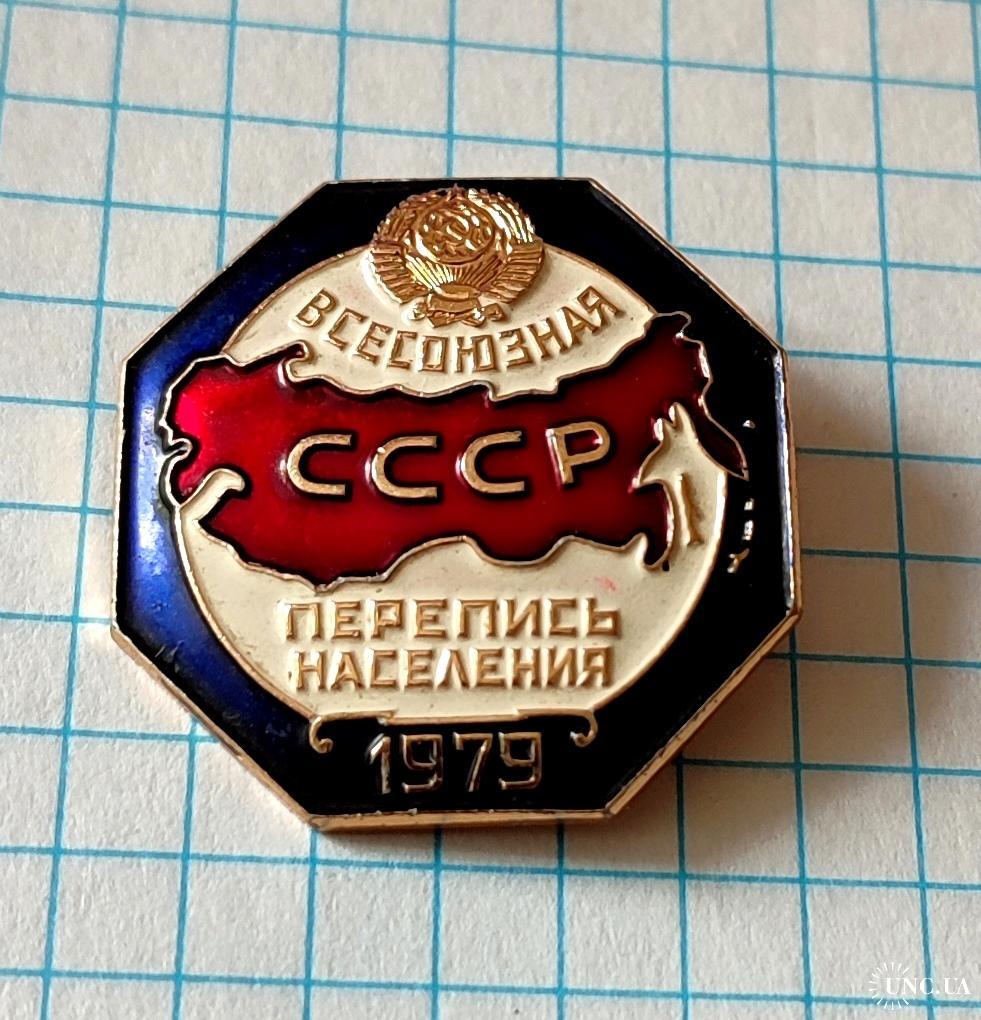 ВСЕСОЮЗНАЯ
СССР
ПЕРЕПИСЬ
НАСЕЛЕНИЯ
1979
UNC.UA